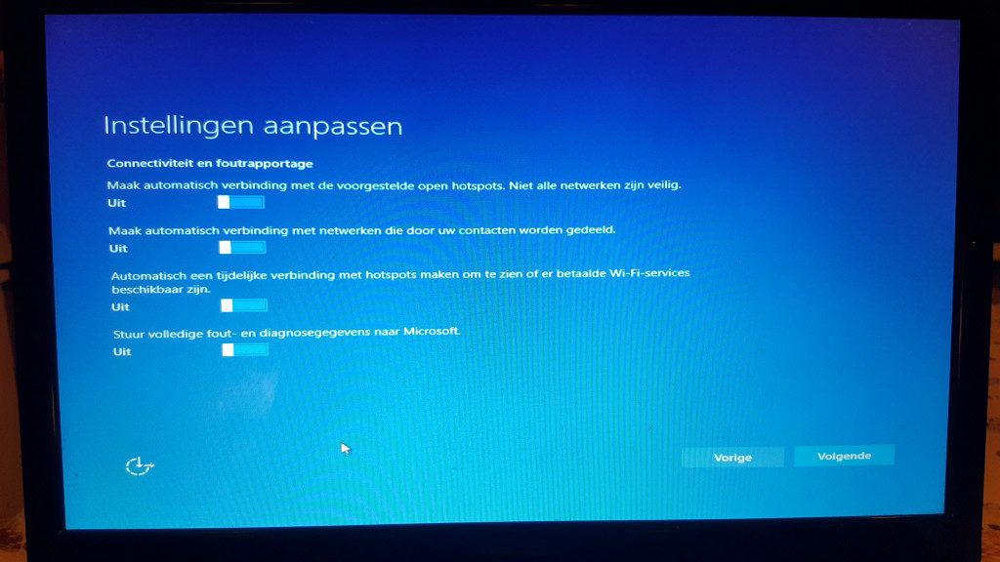 Instellingen aanpassen
Connectiviteit en foutrapportage
Maak automatisch verbinding met de voorgestelde open hotspots. Niet alle netwerken zijn veilig.
Uit
Maak automatisch verbinding met netwerken die door uw contacten worden gedeeld.
Uit
Automatisch een tijdelijke verbinding met hotspots maken om te zien of er betaalde Wi-Fi-services
beschikbaar zijn.
Uit
Stuur volledige fout- en diagnosegegevens naar Microsoft.
Uit
Vorige
Volgende